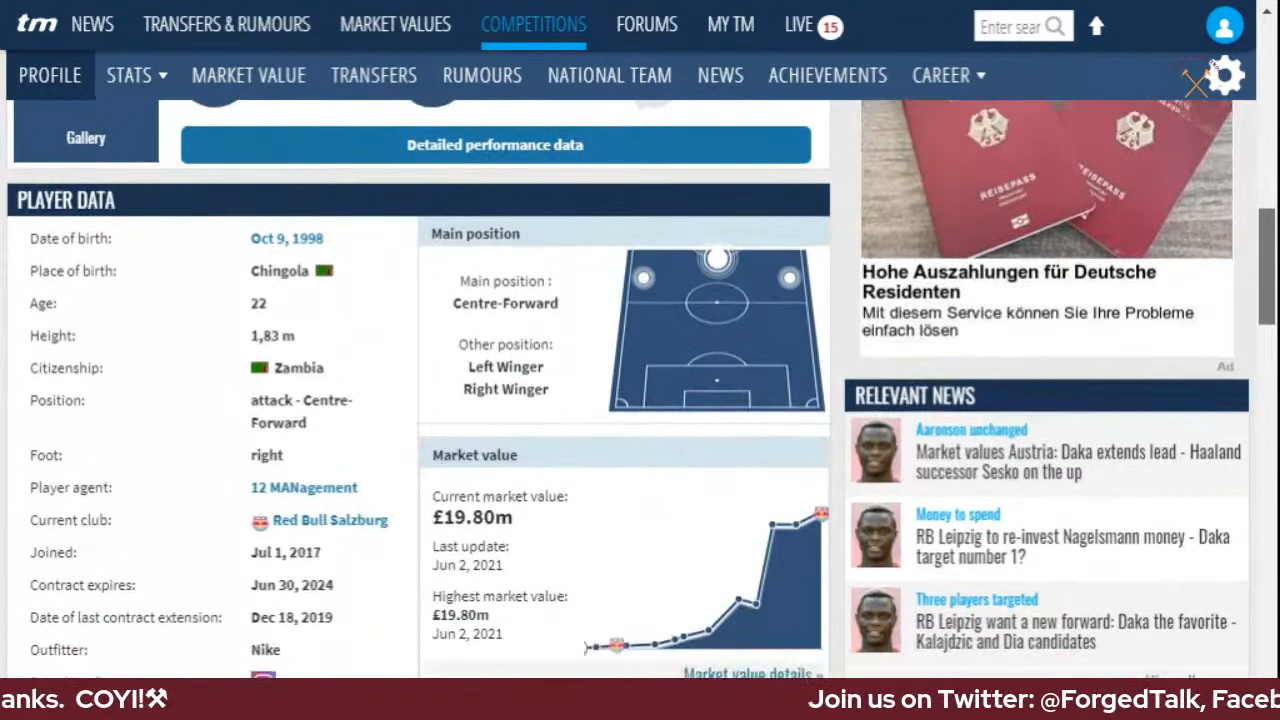 tm NEWS TRANSFERS & RUMOURS MARKET VALUES COMPETITIONS FORUMS MY TM LIVE 15 Enter sear
PROFILE STATS MARKET VALUE TRANSFERS RUMOURS NATIONAL TEAM NEWS ACHIEVEMENTS CAREER
Gallery
Detailed performance data
PLAYER DATA
Date of birth: Oct 9, 1998
Place of birth: Chingola
Age: 22
Height: 1,83 m
Citizenship: Zambia
Position: attack - Centre-
Forward
Foot: right
Player agent: 12 MANagement
Current club: Red Bull Salzburg
Joined: Jul 1, 2017
Contract expires: Jun 30, 2024
Date of last contract extension: Dec 18, 2019
Outfitter: Nike
Main position
Main position :
Centre-Forward
Other position:
Left Winger
Right Winger
Market value
Current market value:
£19.80m
Last update:
Jun 2, 2021
Highest market value:
£19.80m
Jun 2, 2021
Market value details »
REISEPASS
REISEPASS
Hohe Auszahlungen für Deutsche
Residenten
Mit diesem Service können Sie Ihre Probleme
einfach lösen
Ad
RELEVANT NEWS
Aaronson unchanged
Market values Austria: Daka extends lead - Haaland
successor Sesko on the up
Money to spend
RB Leipzig to re-invest Nagelsmann money - Daka
target number 1?
Three players targeted
RB Leipzig want a new forward: Daka the favorite -
Kalajdzic and Dia candidates
anks. COYI!⚒ Join us on Twitter: @ForgedTalk, Faceb